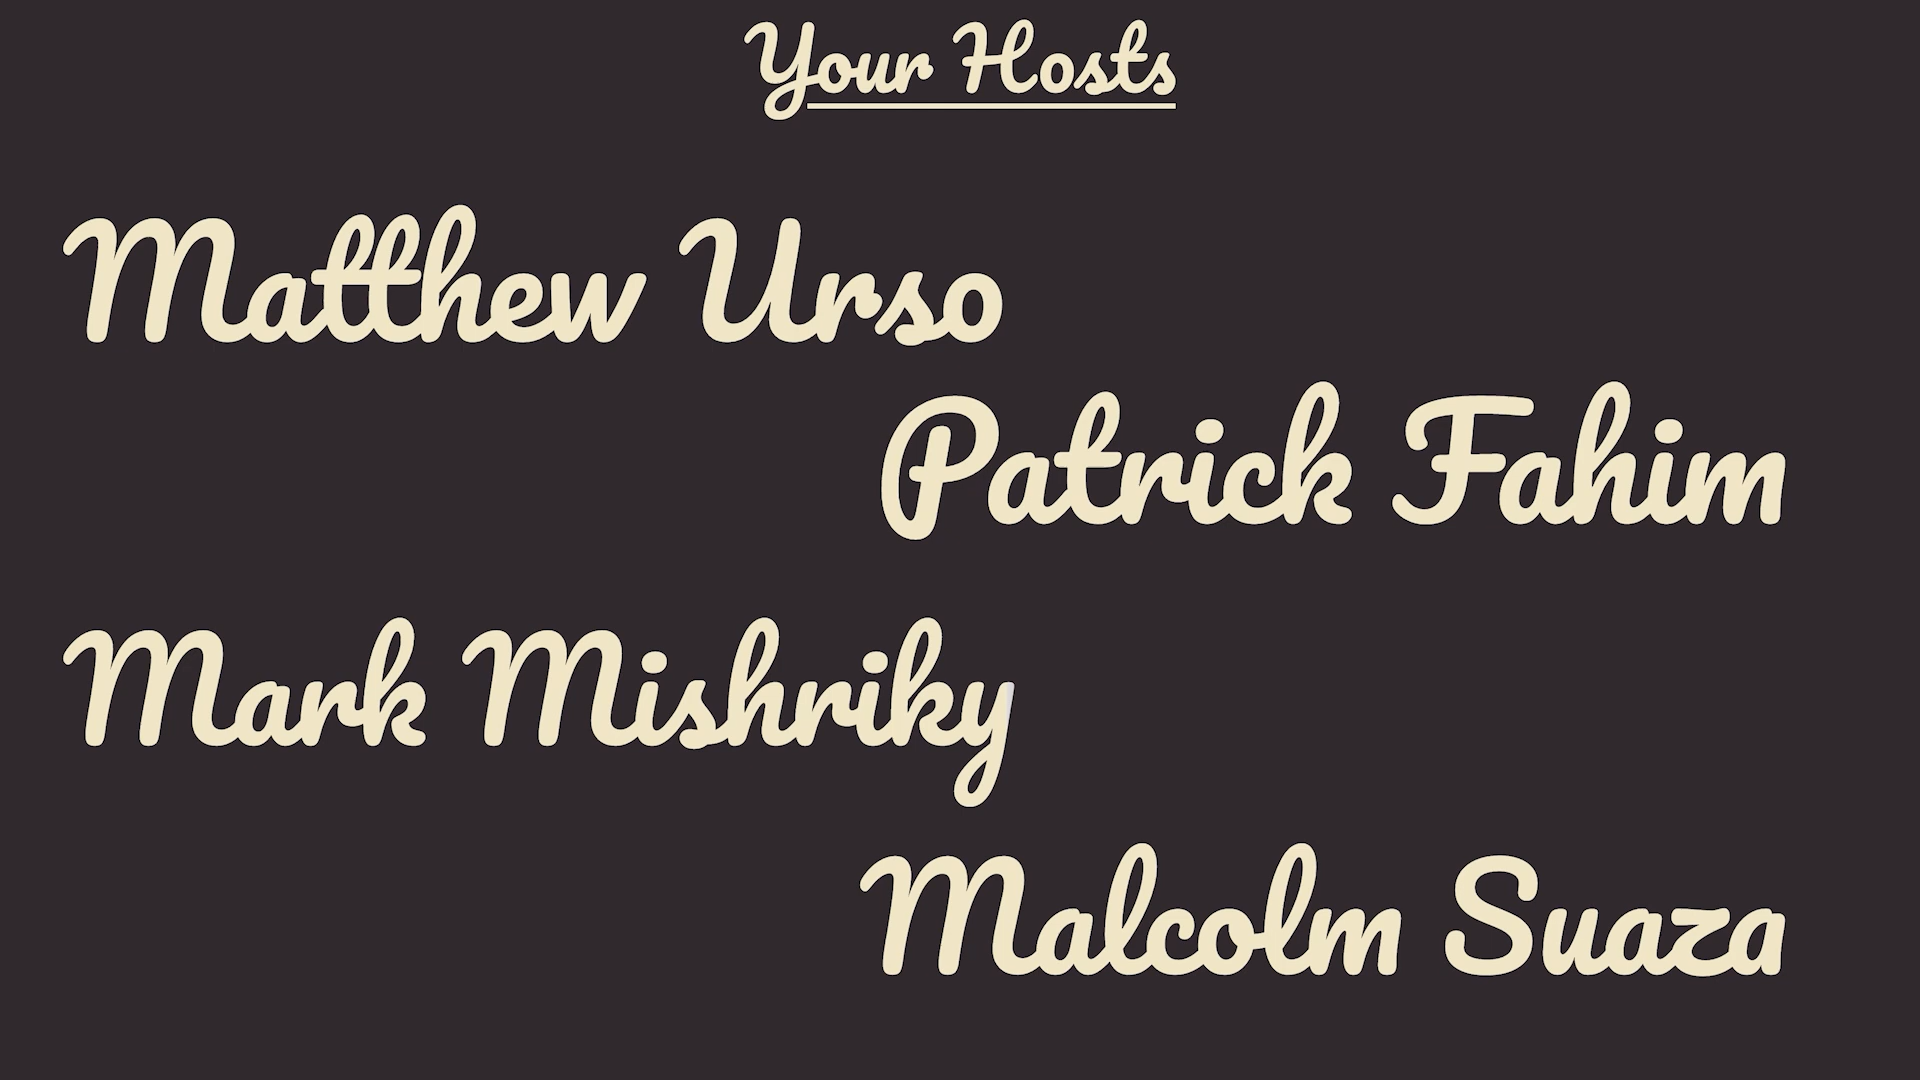 Your Hosts
Matthew Urso
Patrick Fahim
Mark Mishriky
Malcolm Suaza